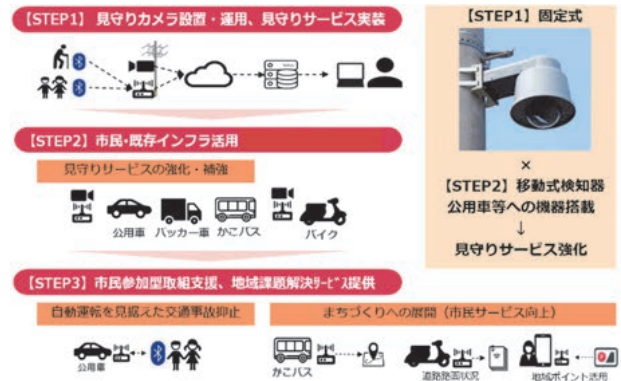 【STEP1】 見守りカメラ設置・運用、見守りサービス実装
【STEP2】市民・既存インフラ活用
見守りサービスの強化・補強
公用車
パッカー車
かこバス
バイク
【STEP3】市民参加型取組支援、地域課題解決サービス提供
自動運転を見据えた交通事故抑止
公用車
まちづくりへの展開（市民サービス向上）
かこバス
道路路面状況
地域ポイント活用
【STEP1】固定式
×
【STEP2】移動式検知器
公用車等への機器搭載
↓
見守りサービス強化